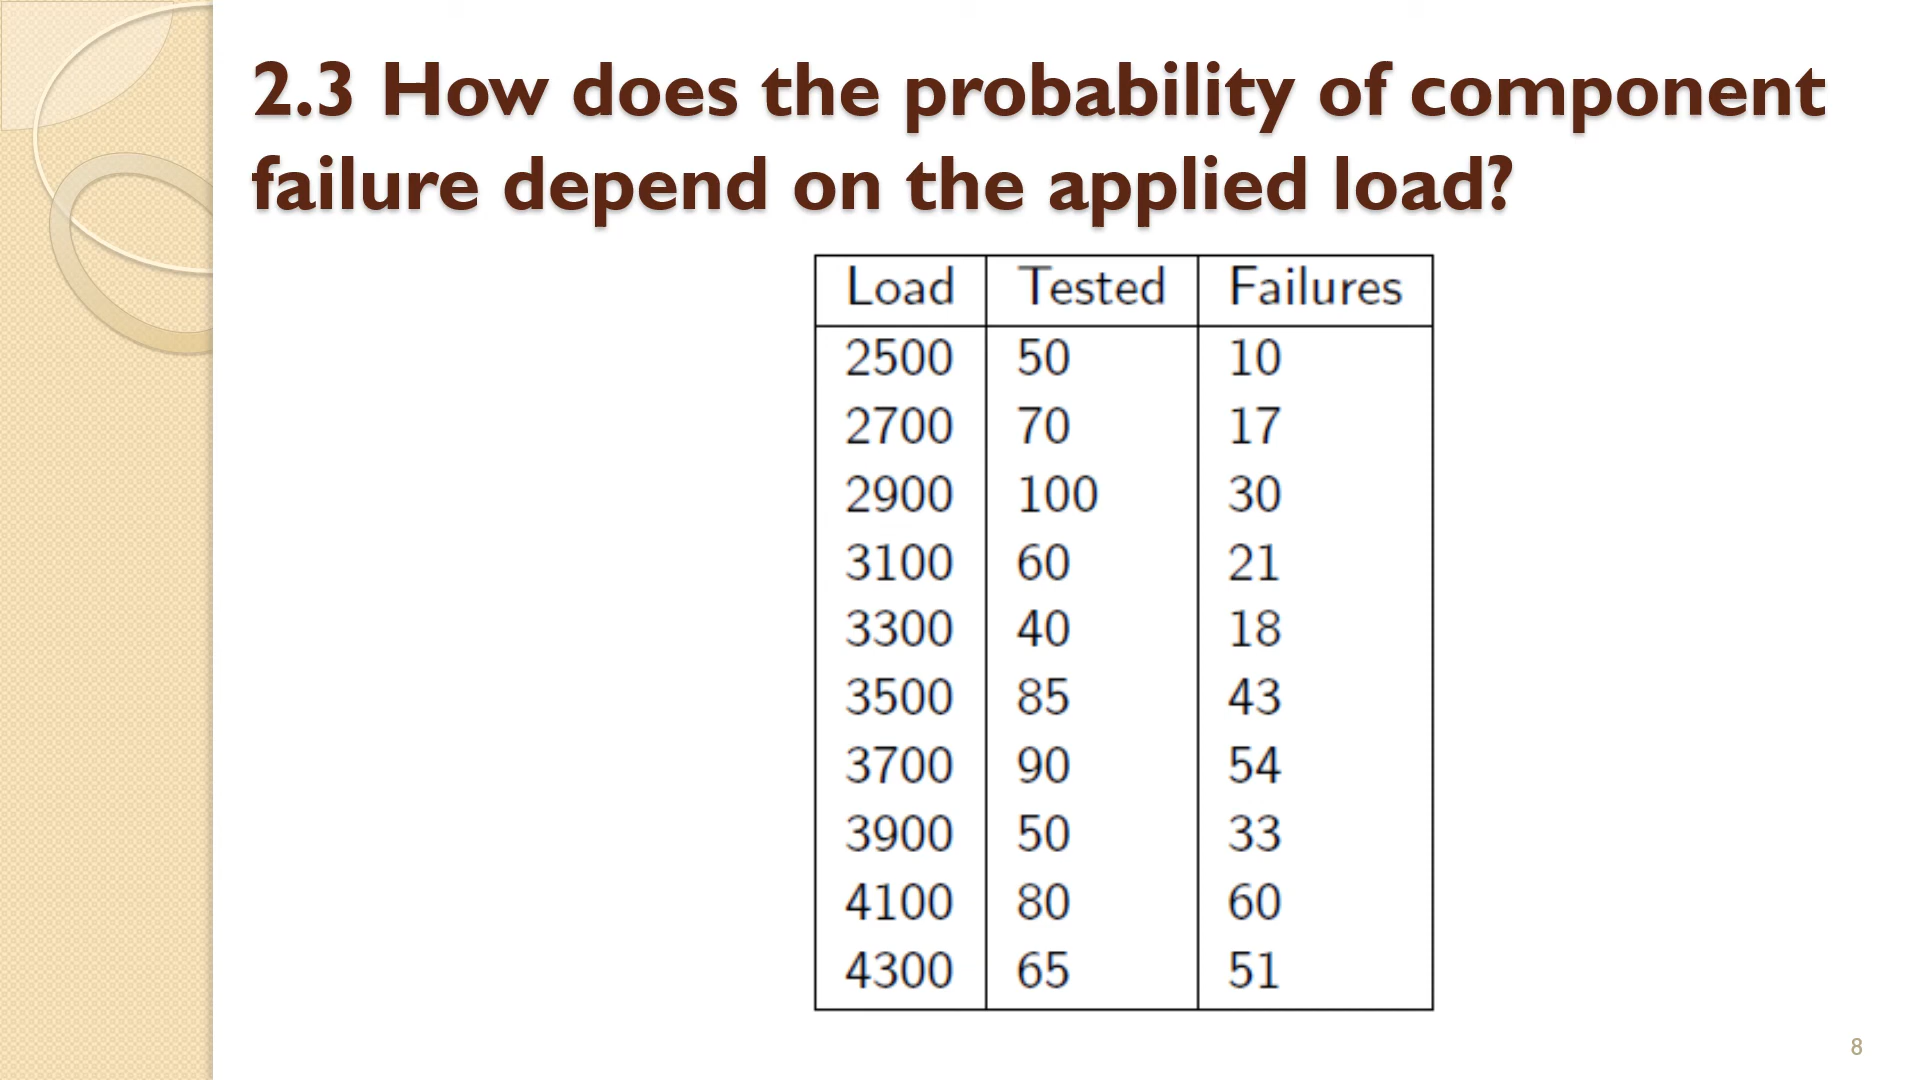 2.3 How does the probability of component
failure depend on the applied load?
Load Tested Failures
2500 50 10
2700 70 17
2900 100 30
3100 60 21
3300 40 18
3500 85 43
3700 90 54
3900 50 33
4100 80 60
4300 65 51
8